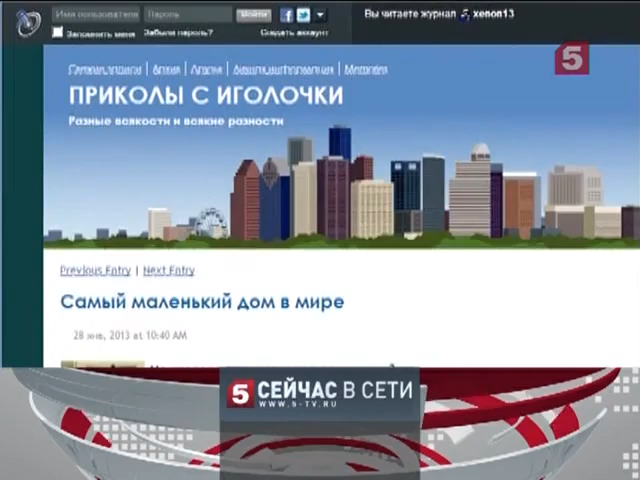 Имя пользователя Пароль Войти
Вы читаете журнал xenon13
Запомнить меня Забыли пароль? Создать аккаунт
5
ПРИКОЛЫ С ИГОЛОЧКИ
Разные всякости и всякие разности
Previous Entry | Next Entry
Самый маленький дом в мире
28 янв, 2013 at 10:40 AM
5 СЕЙЧАС В СЕТИ
WWW.5-TV.RU